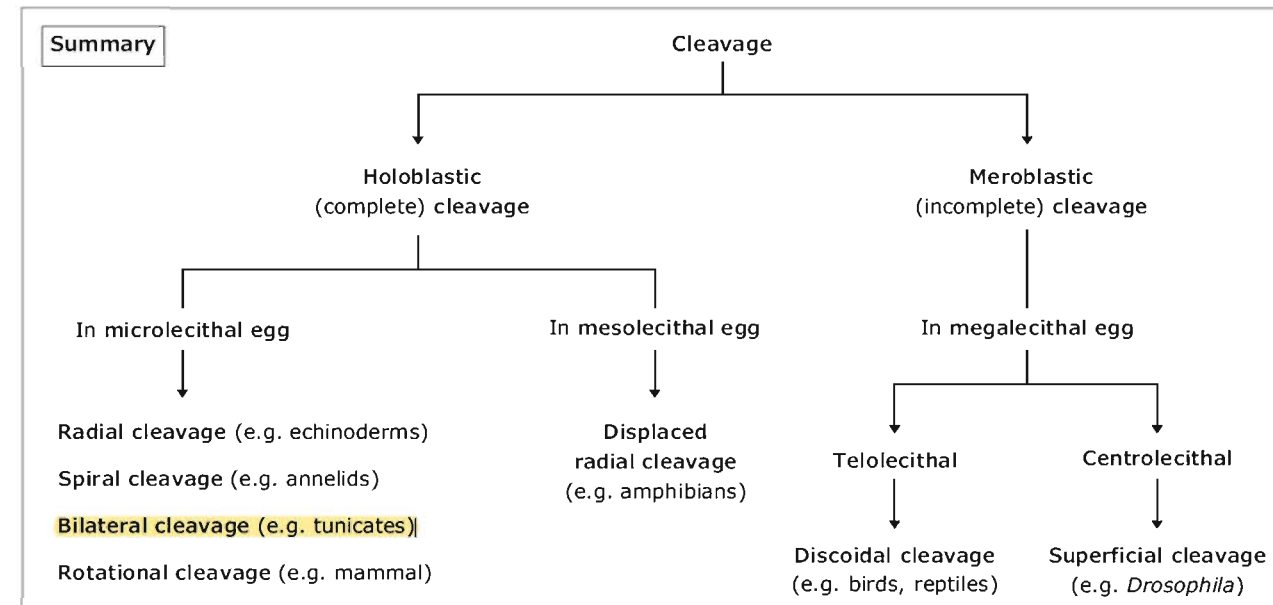 Summary
Cleavage
Holoblastic
(complete) cleavage
Meroblastic
(incomplete) cleavage
In microlecithal egg
In mesolecithal egg
In megalecithal egg
Radial cleavage (e.g. echinoderms)
Spiral cleavage (e.g. annelids)
Bilateral cleavage (e.g. tunicates)
Rotational cleavage (e.g. mammal)
Displaced
radial cleavage
(e.g. amphibians)
Telolecithal
Centrolecithal
Discoidal cleavage
(e.g. birds, reptiles)
Superficial cleavage
(e.g. Drosophila)